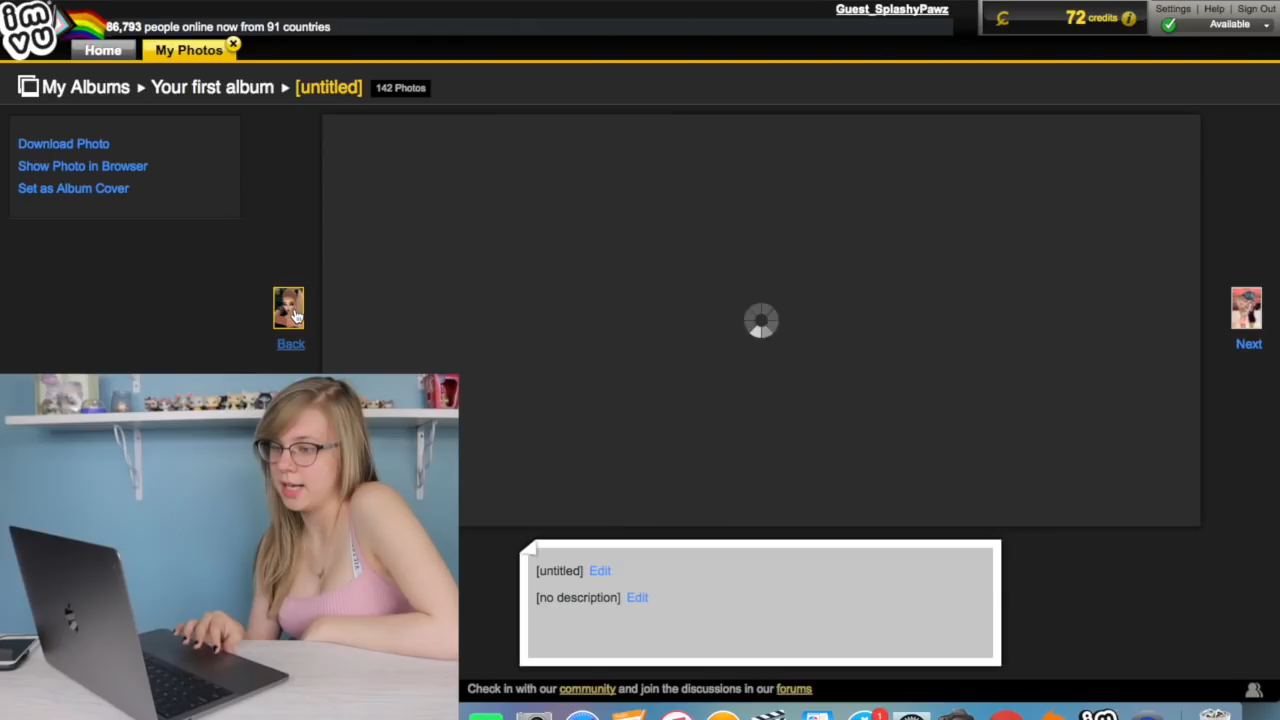 imvu
86,793 people online now from 91 countries
Guest_SplashyPawz
72 credits
Settings | Help | Sign Out
Available
Home
My Photos
My Albums ▸ Your first album ▸ [untitled] 142 Photos
Download Photo
Show Photo in Browser
Set as Album Cover
Back
Next
[untitled] Edit
[no description] Edit
Check in with our community and join the discussions in our forums
1
imvu